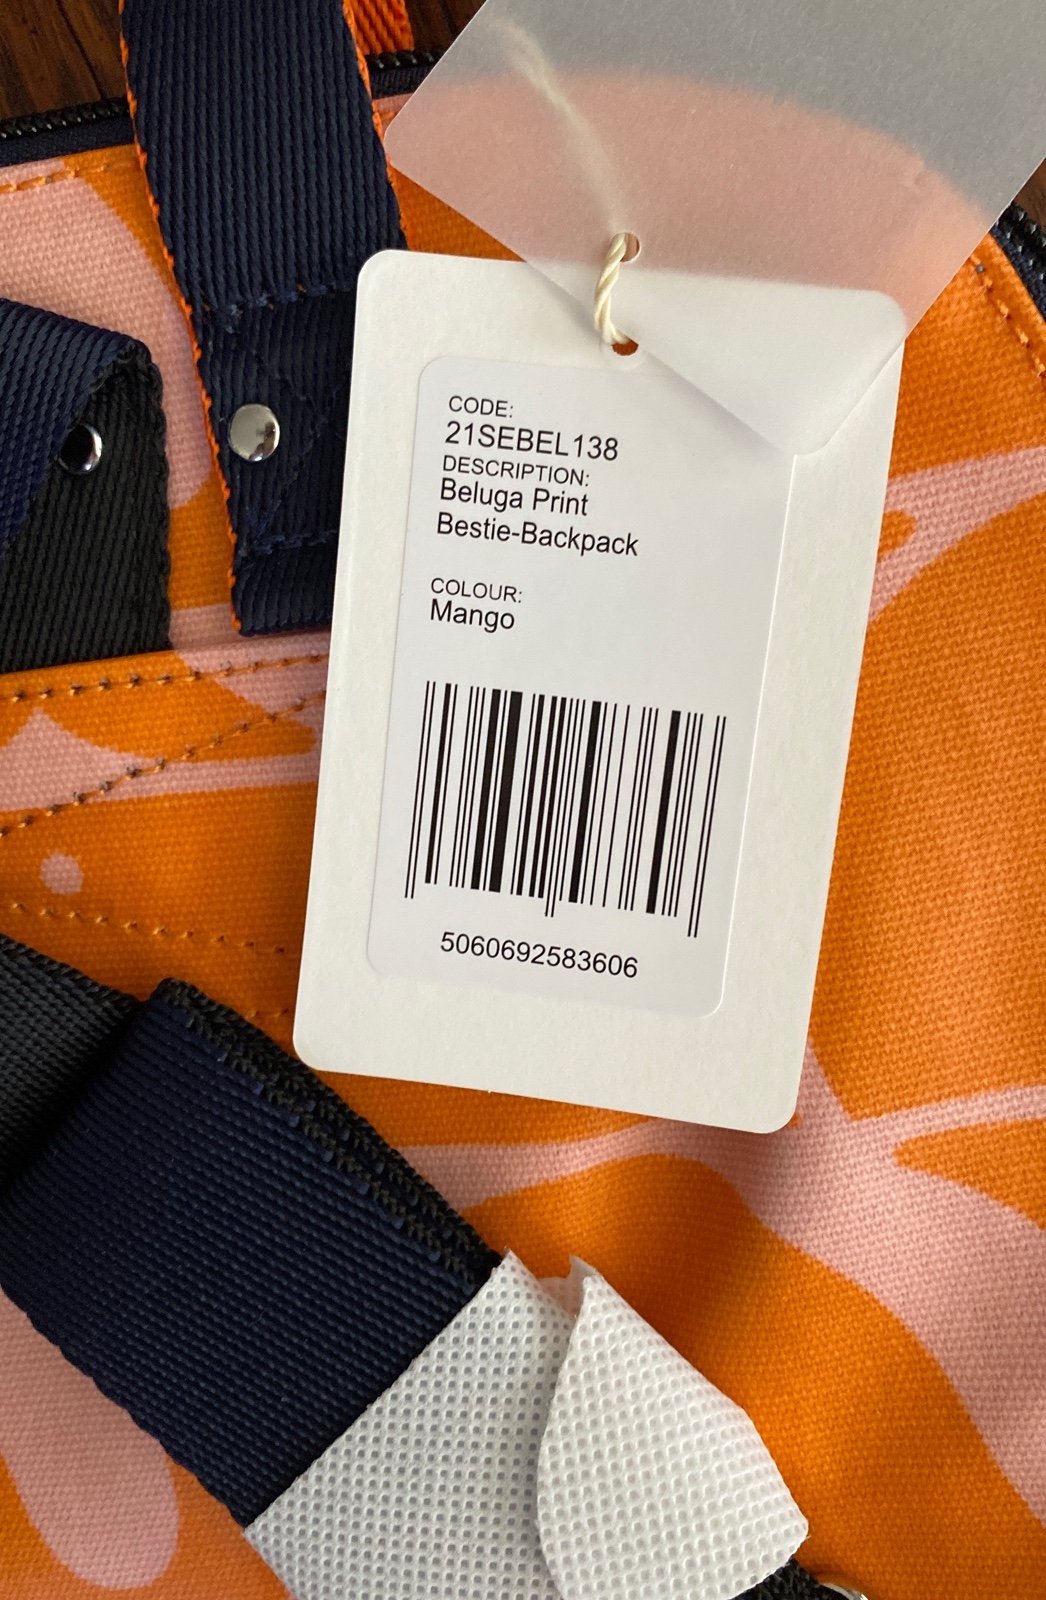 CODE:
21SEBEL138
DESCRIPTION:
Beluga Print
Bestie-Backpack
COLOUR:
Mango
5060692583606